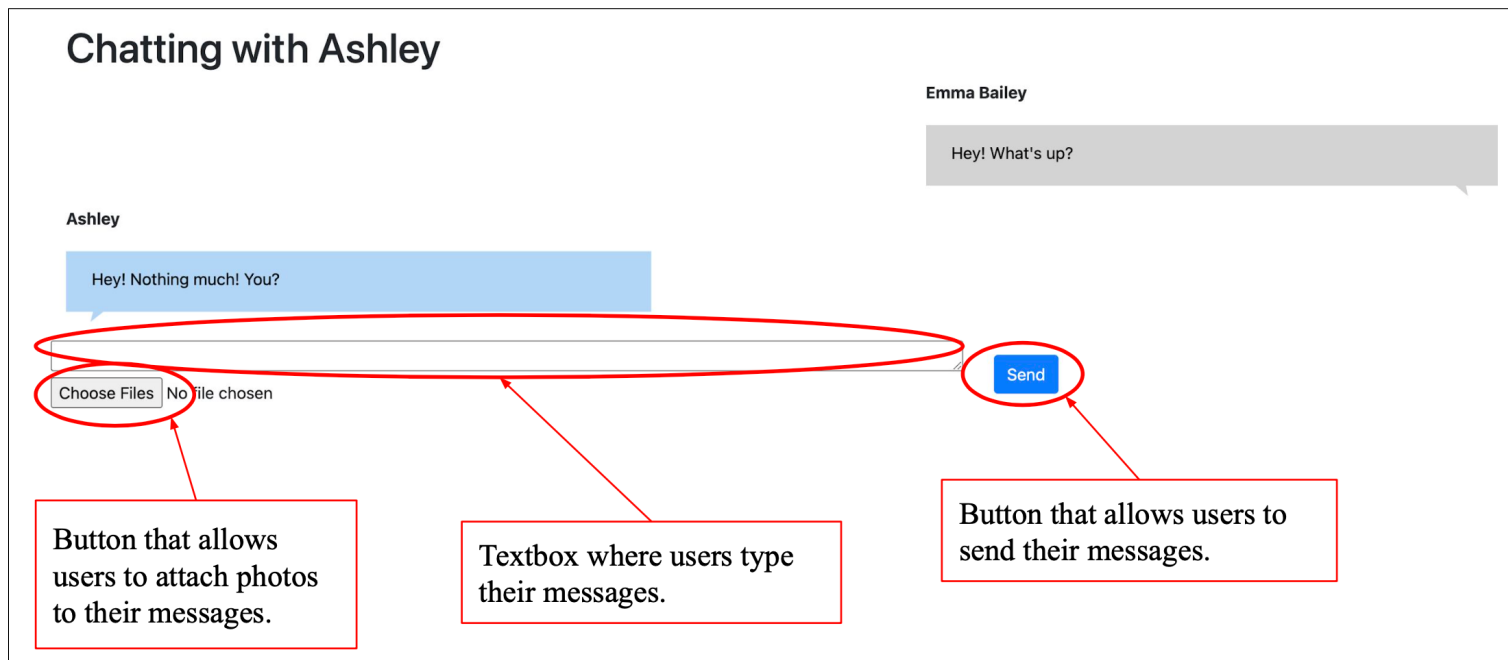 Chatting with Ashley
Emma Bailey
Hey! What's up?
Ashley
Hey! Nothing much! You?
Send
Choose Files No file chosen
Button that allows
users to attach photos
to their messages.
Textbox where users type
their messages.
Button that allows users to
send their messages.